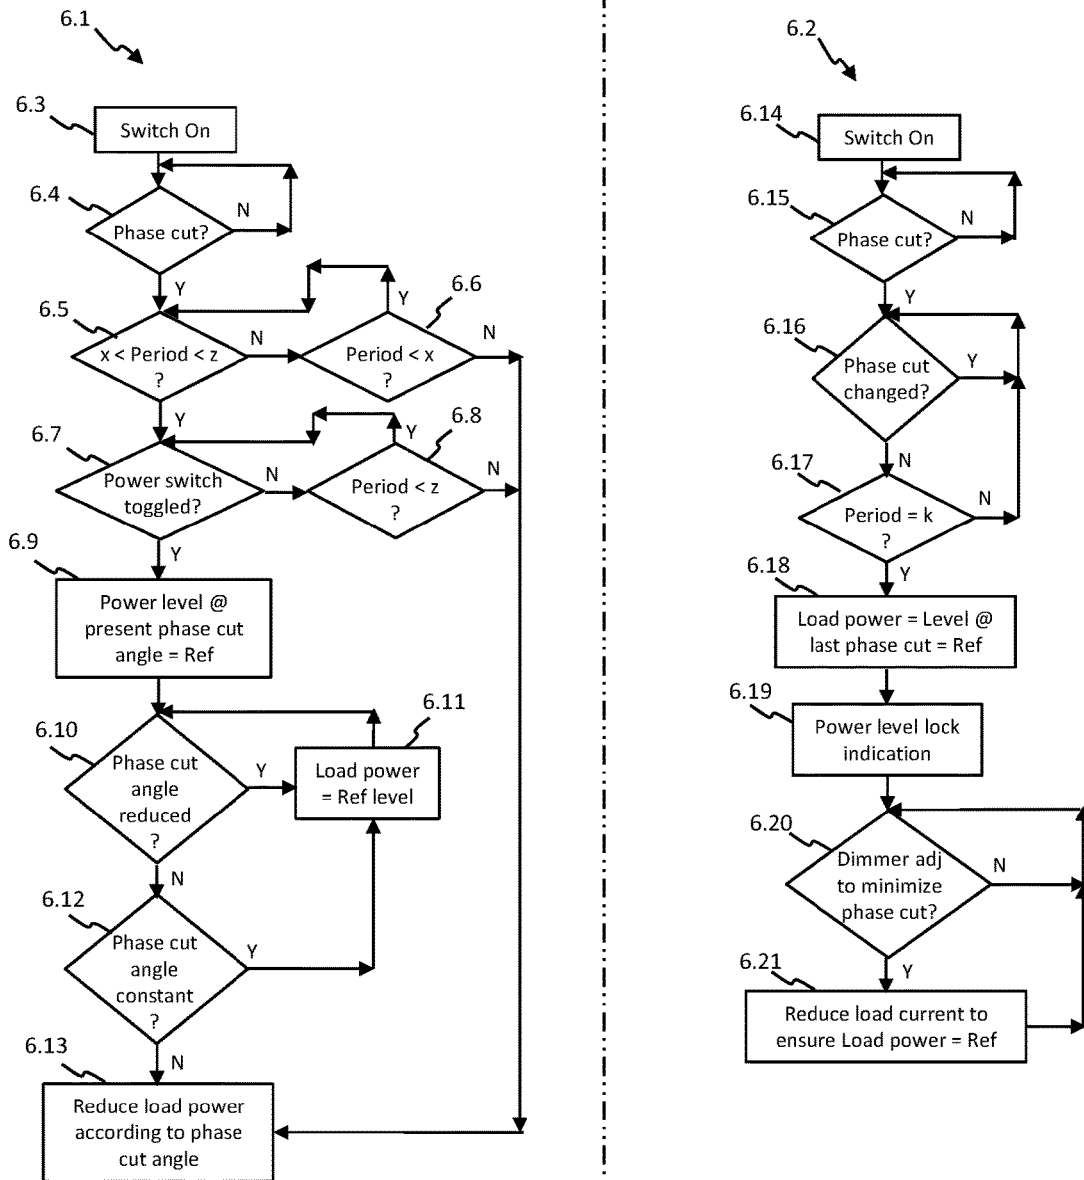 6.1
6.3
Switch On
6.4
Phase cut?
N
Y
6.5
x < Period < z
?
N
Y
6.6
Period < x
?
Y
N
6.7
Power switch
toggled?
N
Y
6.8
Period < z
?
Y
N
6.9
Power level @
present phase cut
angle = Ref
6.10
Phase cut
angle
reduced
?
Y
N
6.11
Load power
= Ref level
6.12
Phase cut
angle
constant
?
Y
N
6.13
Reduce load power
according to phase
cut angle
6.2
6.14
Switch On
6.15
Phase cut?
N
Y
6.16
Phase cut
changed?
Y
N
6.17
Period = k
?
N
Y
6.18
Load power = Level @
last phase cut = Ref
6.19
Power level lock
indication
6.20
Dimmer adj
to minimize
phase cut?
N
Y
6.21
Reduce load current to
ensure Load power = Ref